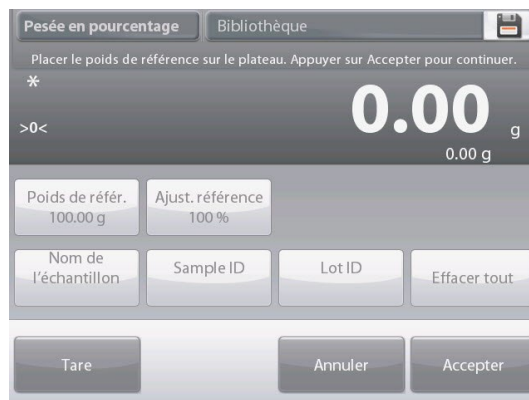 Pesée en pourcentage Bibliothèque
Placer le poids de référence sur le plateau. Appuyer sur Accepter pour continuer.
*
>0<
0.00 g
0.00 g
Poids de référ. Ajust. référence
100.00 g 100 %
Nom de
l'échantillon Sample ID Lot ID Effacer tout
Tare Annuler Accepter